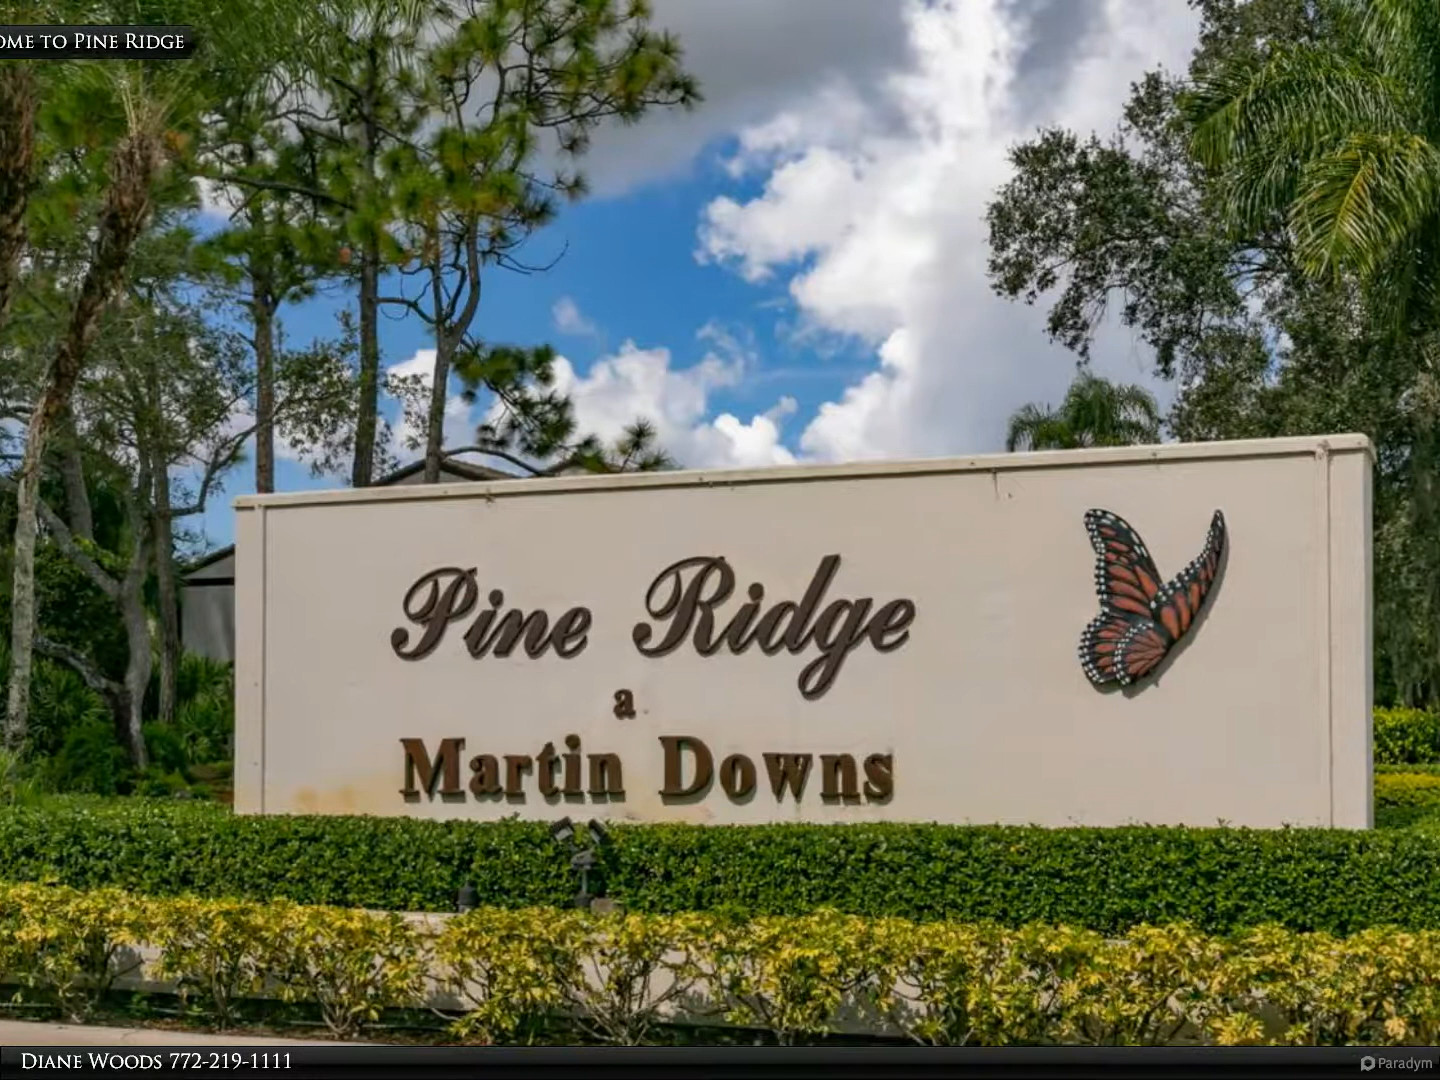 OME TO PINE RIDGE
Pine Ridge
a
Martin Downs
DIANE WOODS 772-219-1111
Paradym